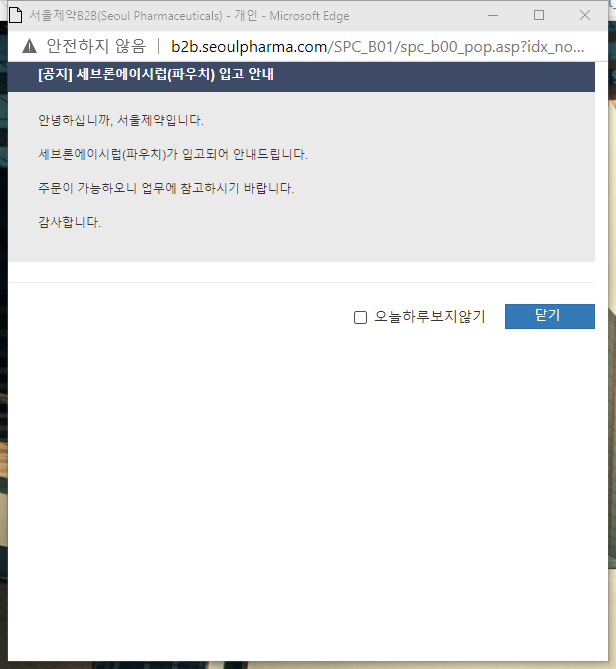 서울제약B2B(Seoul Pharmaceuticals) - 개인 - Microsoft Edge
안전하지 않음 | b2b.seoulpharma.com/SPC_B01/spc_b00_pop.asp?idx_no...
[공지] 세브론에이시럽(파우치) 입고 안내
안녕하십니까, 서울제약입니다.
세브론에이시럽(파우치)가 입고되어 안내드립니다.
주문이 가능하오니 업무에 참고하시기 바랍니다.
감사합니다.
오늘하루보지않기 닫기